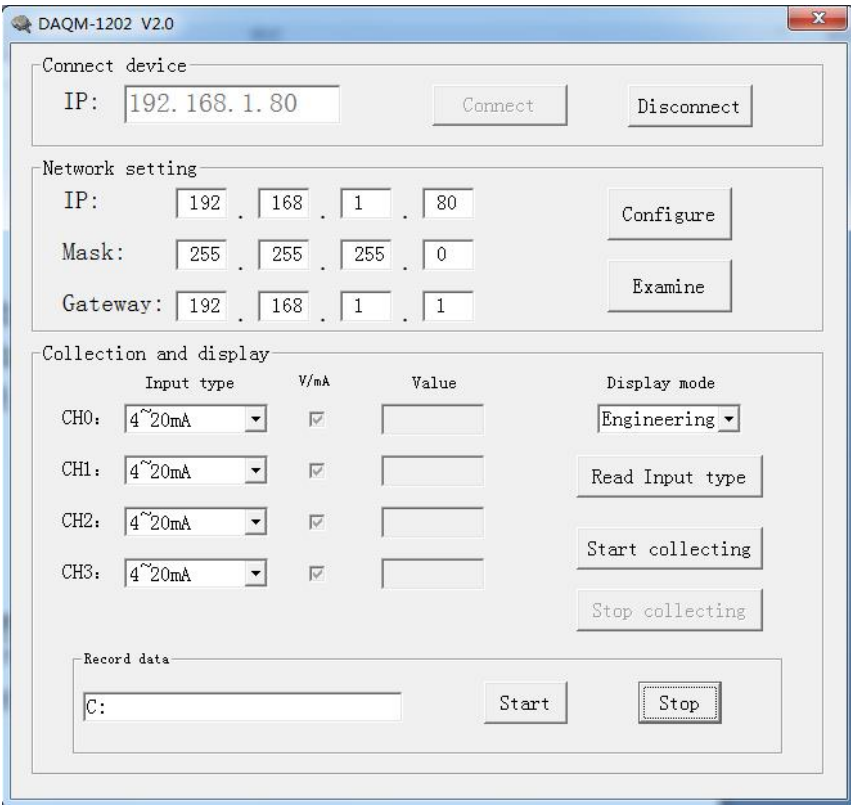 DAQM-1202 V2.0
Connect device
IP: 192.168.1.80 Connect Disconnect
Network setting
IP: 192 . 168 . 1 . 80
Configure
Mask: 255 . 255 . 255 . 0
Examine
Gateway: 192 . 168 . 1 . 1
Collection and display
Input type V/mA Value Display mode
CH0: 4~20mA Engineering
CH1: 4~20mA Read Input type
CH2: 4~20mA
Start collecting
CH3: 4~20mA
Stop collecting
Record data
C: Start Stop